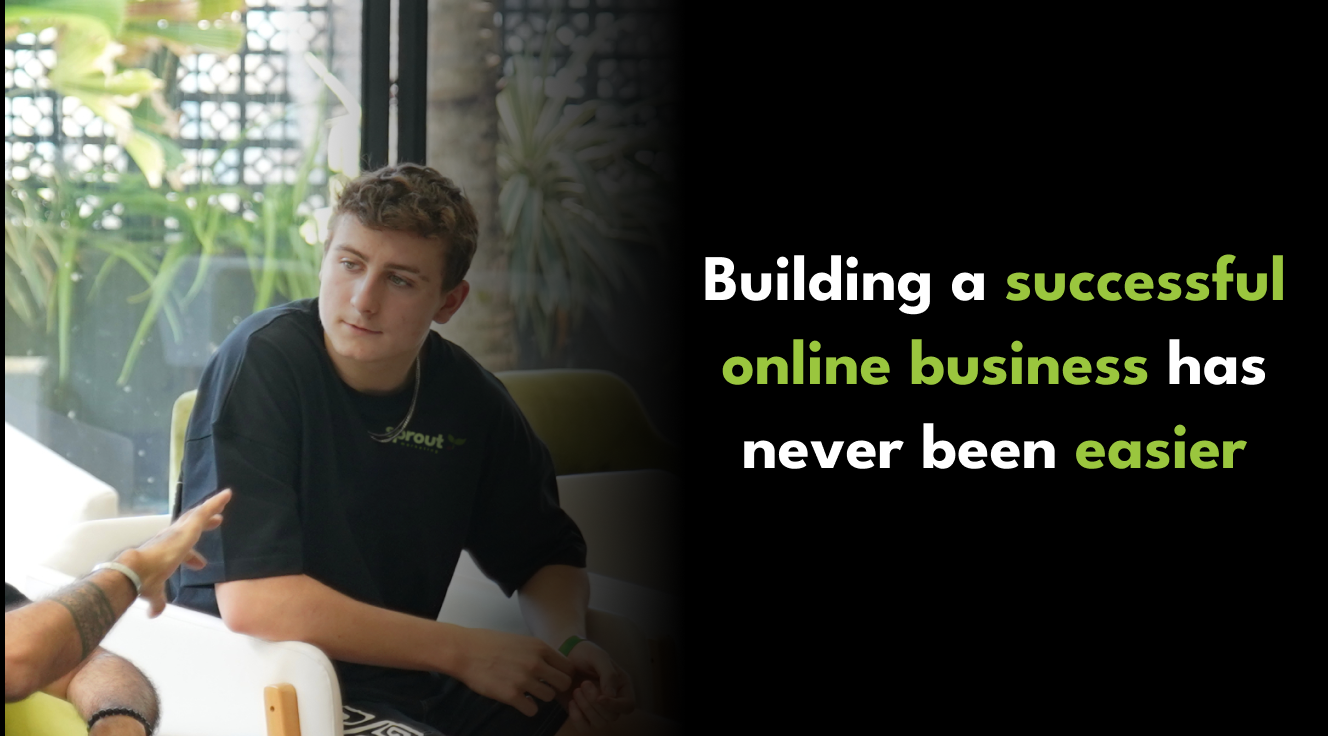 sprout
Building a successful
online business has
never been easier